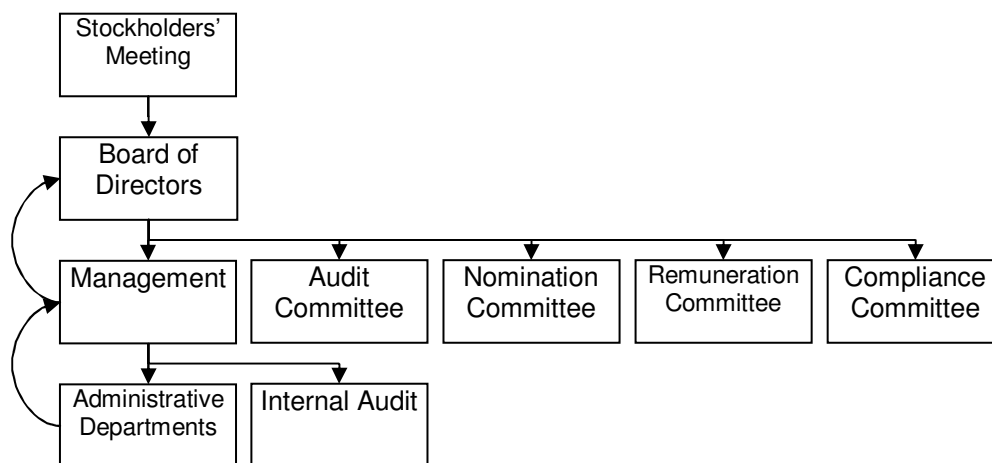 Stockholders’
Meeting
Board of
Directors
Management
Audit
Committee
Nomination
Committee
Remuneration
Committee
Compliance
Committee
Administrative
Departments
Internal Audit